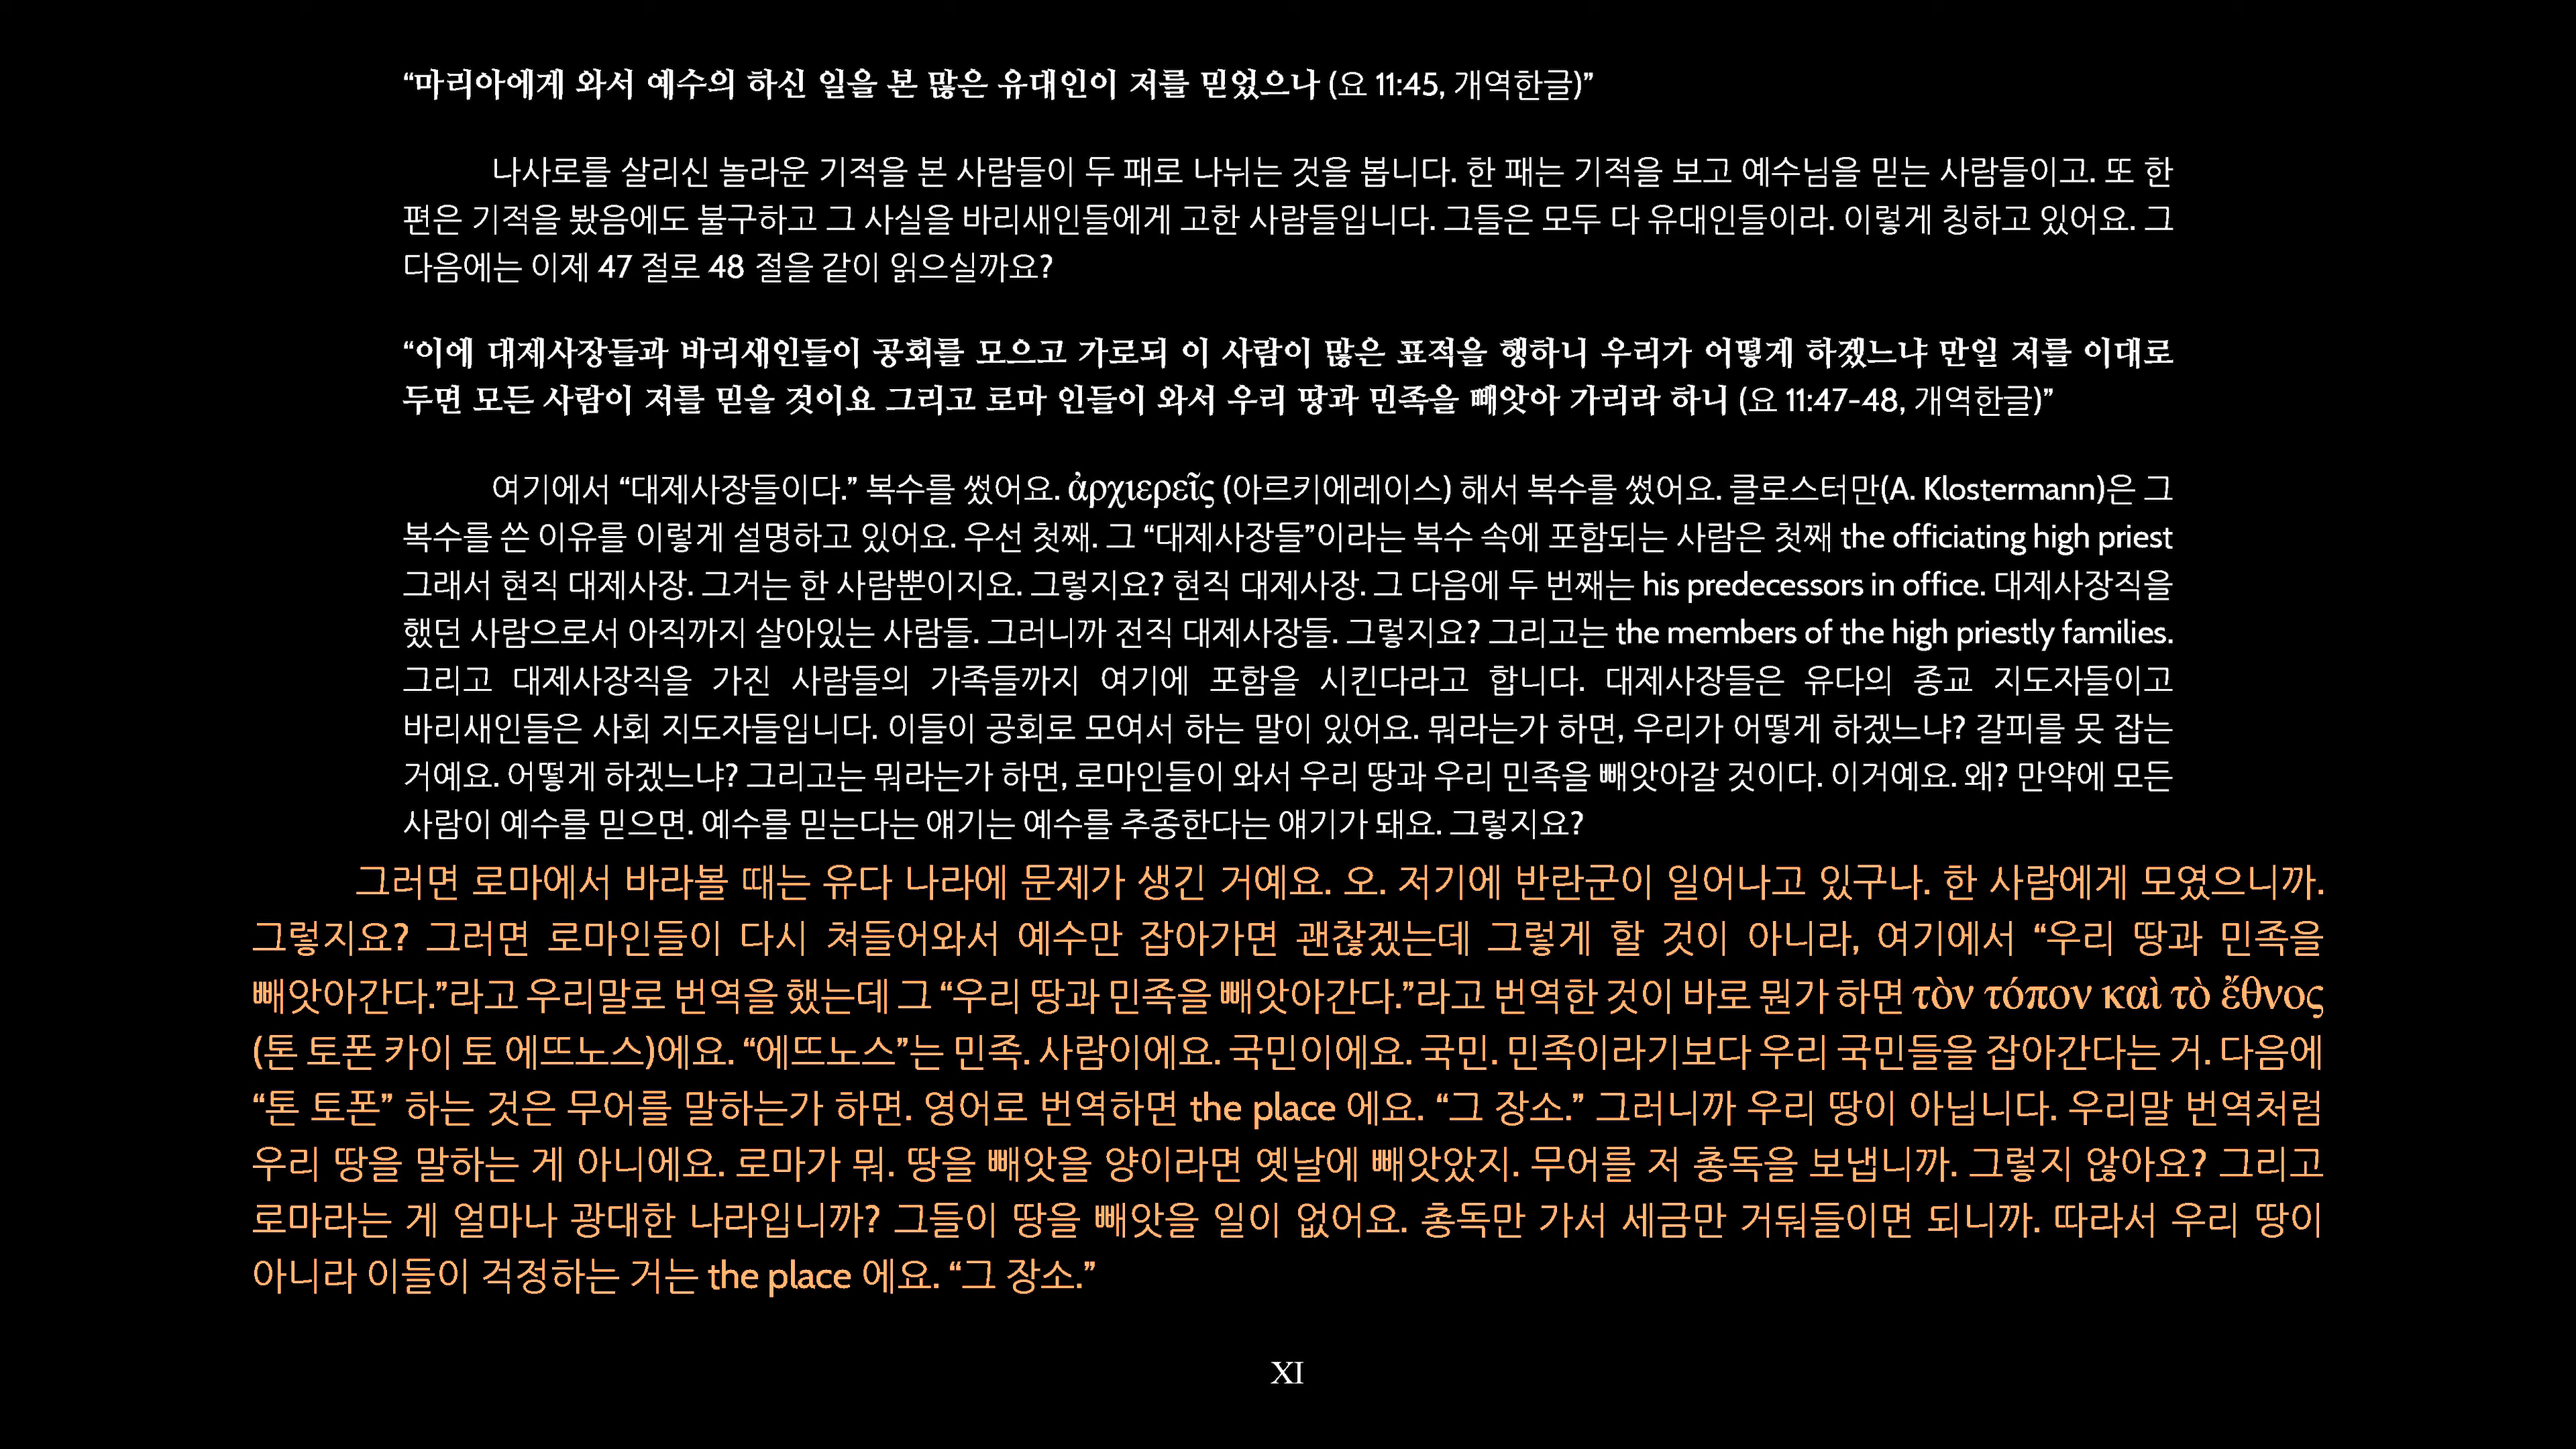 “마리아에게 와서 예수의 하신 일을 본 많은 유대인이 저를 믿었으나 (요 11:45, 개역한글)”
나사로를 살리신 놀라운 기적을 본 사람들이 두 패로 나뉘는 것을 봅니다. 한 패는 기적을 보고 예수님을 믿는 사람들이고. 또 한
편은 기적을 봤음에도 불구하고 그 사실을 바리새인들에게 고한 사람들입니다. 그들은 모두 다 유대인들이라. 이렇게 칭하고 있어요. 그
다음에는 이제 47 절로 48 절을 같이 읽으실까요?
“이에 대제사장들과 바리새인들이 공회를 모으고 가로되 이 사람이 많은 표적을 행하니 우리가 어떻게 하겠느냐 만일 저를 이대로
두면 모든 사람이 저를 믿을 것이요 그리고 로마 인들이 와서 우리 땅과 민족을 빼앗아 가리라 하니 (요 11:47-48, 개역한글)”
여기에서 “대제사장들이다.” 복수를 썼어요. ἀρχιερεῖς (아르키에레이스) 해서 복수를 썼어요. 클로스터만(A. Klostermann)은 그
복수를 쓴 이유를 이렇게 설명하고 있어요. 우선 첫째. 그 “대제사장들”이라는 복수 속에 포함되는 사람은 첫째 the officiating high priest
그래서 현직 대제사장. 그거는 한 사람뿐이지요. 그렇지요? 현직 대제사장. 그 다음에 두 번째는 his predecessors in office. 대제사장직을
했던 사람으로서 아직까지 살아있는 사람들. 그러니까 전직 대제사장들. 그렇지요? 그리고는 the members of the high priestly families.
그리고 대제사장직을 가진 사람들의 가족들까지 여기에 포함을 시킨다라고 합니다. 대제사장들은 유다의 종교 지도자들이고
바리새인들은 사회 지도자들입니다. 이들이 공회로 모여서 하는 말이 있어요. 뭐라는가 하면, 우리가 어떻게 하겠느냐? 갈피를 못 잡는
거예요. 어떻게 하겠느냐? 그리고는 뭐라는가 하면, 로마인들이 와서 우리 땅과 우리 민족을 빼앗아갈 것이다. 이거예요. 왜? 만약에 모든
사람이 예수를 믿으면. 예수를 믿는다는 얘기는 예수를 추종한다는 얘기가 돼요. 그렇지요?
그러면 로마에서 바라볼 때는 유다 나라에 문제가 생긴 거예요. 오. 저기에 반란군이 일어나고 있구나. 한 사람에게 모였으니까.
그렇지요? 그러면 로마인들이 다시 쳐들어와서 예수만 잡아가면 괜찮겠는데 그렇게 할 것이 아니라, 여기에서 “우리 땅과 민족을
빼앗아간다.”라고 우리말로 번역을 했는데 그 “우리 땅과 민족을 빼앗아간다.”라고 번역한 것이 바로 뭔가 하면 τὸν τόπον καὶ τὸ ἔθνος
(톤 토폰 카이 토 에뜨노스)에요. “에뜨노스”는 민족. 사람이에요. 국민이에요. 국민. 민족이라기보다 우리 국민들을 잡아간다는 거. 다음에
“톤 토폰” 하는 것은 무어를 말하는가 하면. 영어로 번역하면 the place 에요. “그 장소.” 그러니까 우리 땅이 아닙니다. 우리말 번역처럼
우리 땅을 말하는 게 아니에요. 로마가 뭐. 땅을 빼앗을 양이라면 옛날에 빼앗았지. 무어를 저 총독을 보냅니까. 그렇지 않아요? 그리고
로마라는 게 얼마나 광대한 나라입니까? 그들이 땅을 빼앗을 일이 없어요. 총독만 가서 세금만 거둬들이면 되니까. 따라서 우리 땅이
아니라 이들이 걱정하는 거는 the place 에요. “그 장소.”
XI